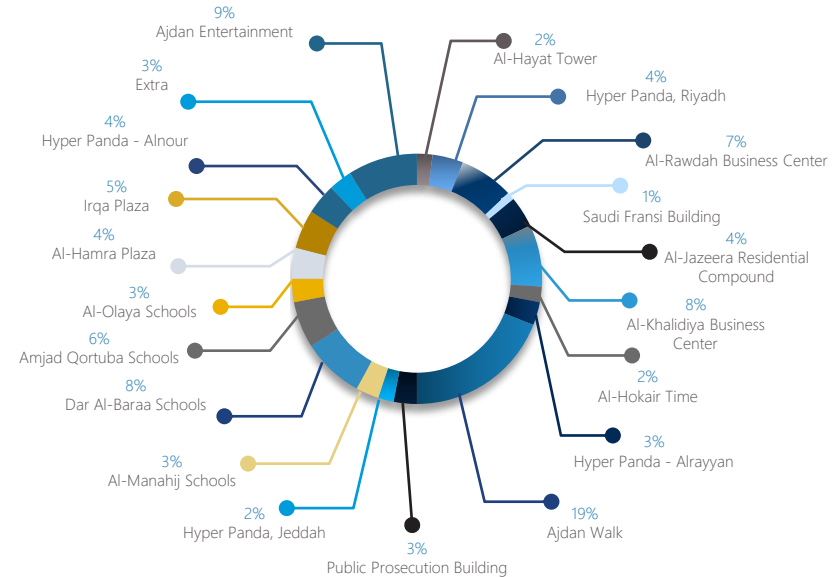 9%
Ajdan Entertainment
2%
Al-Hayat Tower
3%
Extra
4%
Hyper Panda, Riyadh
4%
Hyper Panda - Alnour
7%
Al-Rawdah Business Center
5%
Irqa Plaza
1%
Saudi Fransi Building
4%
Al-Hamra Plaza
4%
Al-Jazeera Residential
Compound
3%
Al-Olaya Schools
8%
Al-Khalidiya Business
Center
6%
Amjad Qortuba Schools
2%
Al-Hokair Time
8%
Dar Al-Baraa Schools
3%
Hyper Panda - Alrayyan
3%
Al-Manahij Schools
19%
Ajdan Walk
2%
Hyper Panda, Jeddah
3%
Public Prosecution Building